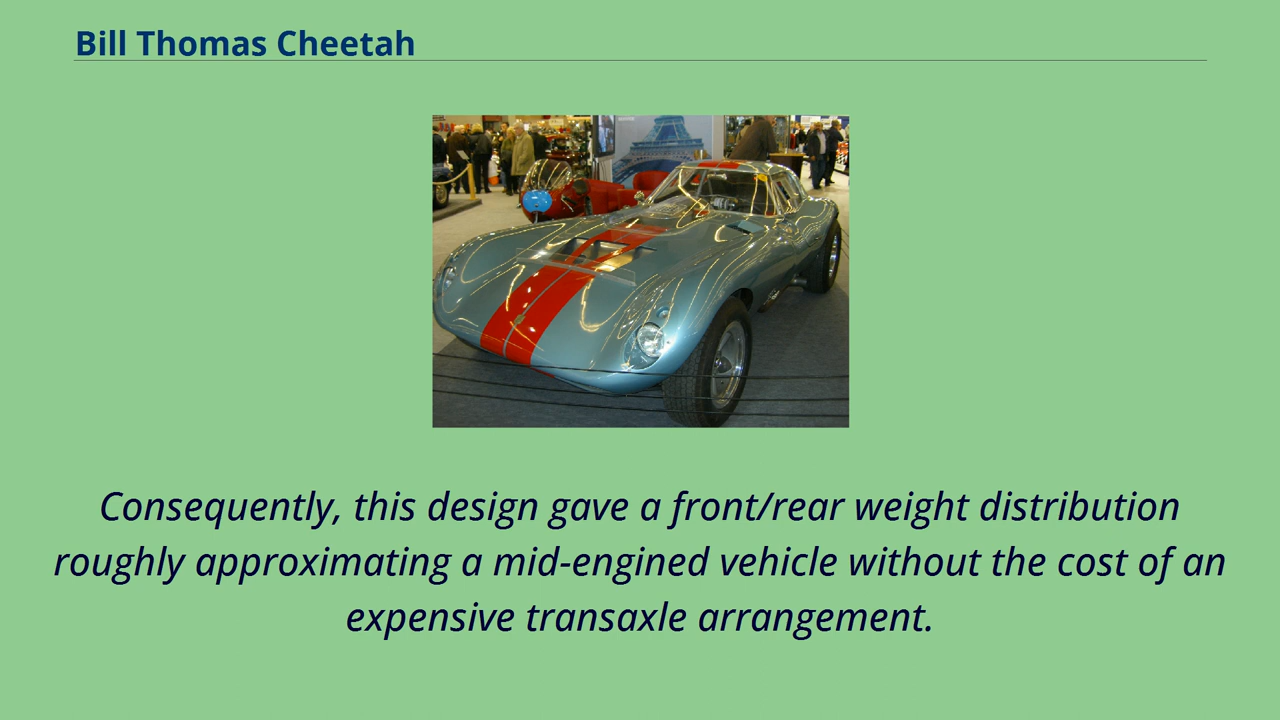 Bill Thomas Cheetah
Consequently, this design gave a front/rear weight distribution
roughly approximating a mid-engined vehicle without the cost of an
expensive transaxle arrangement.